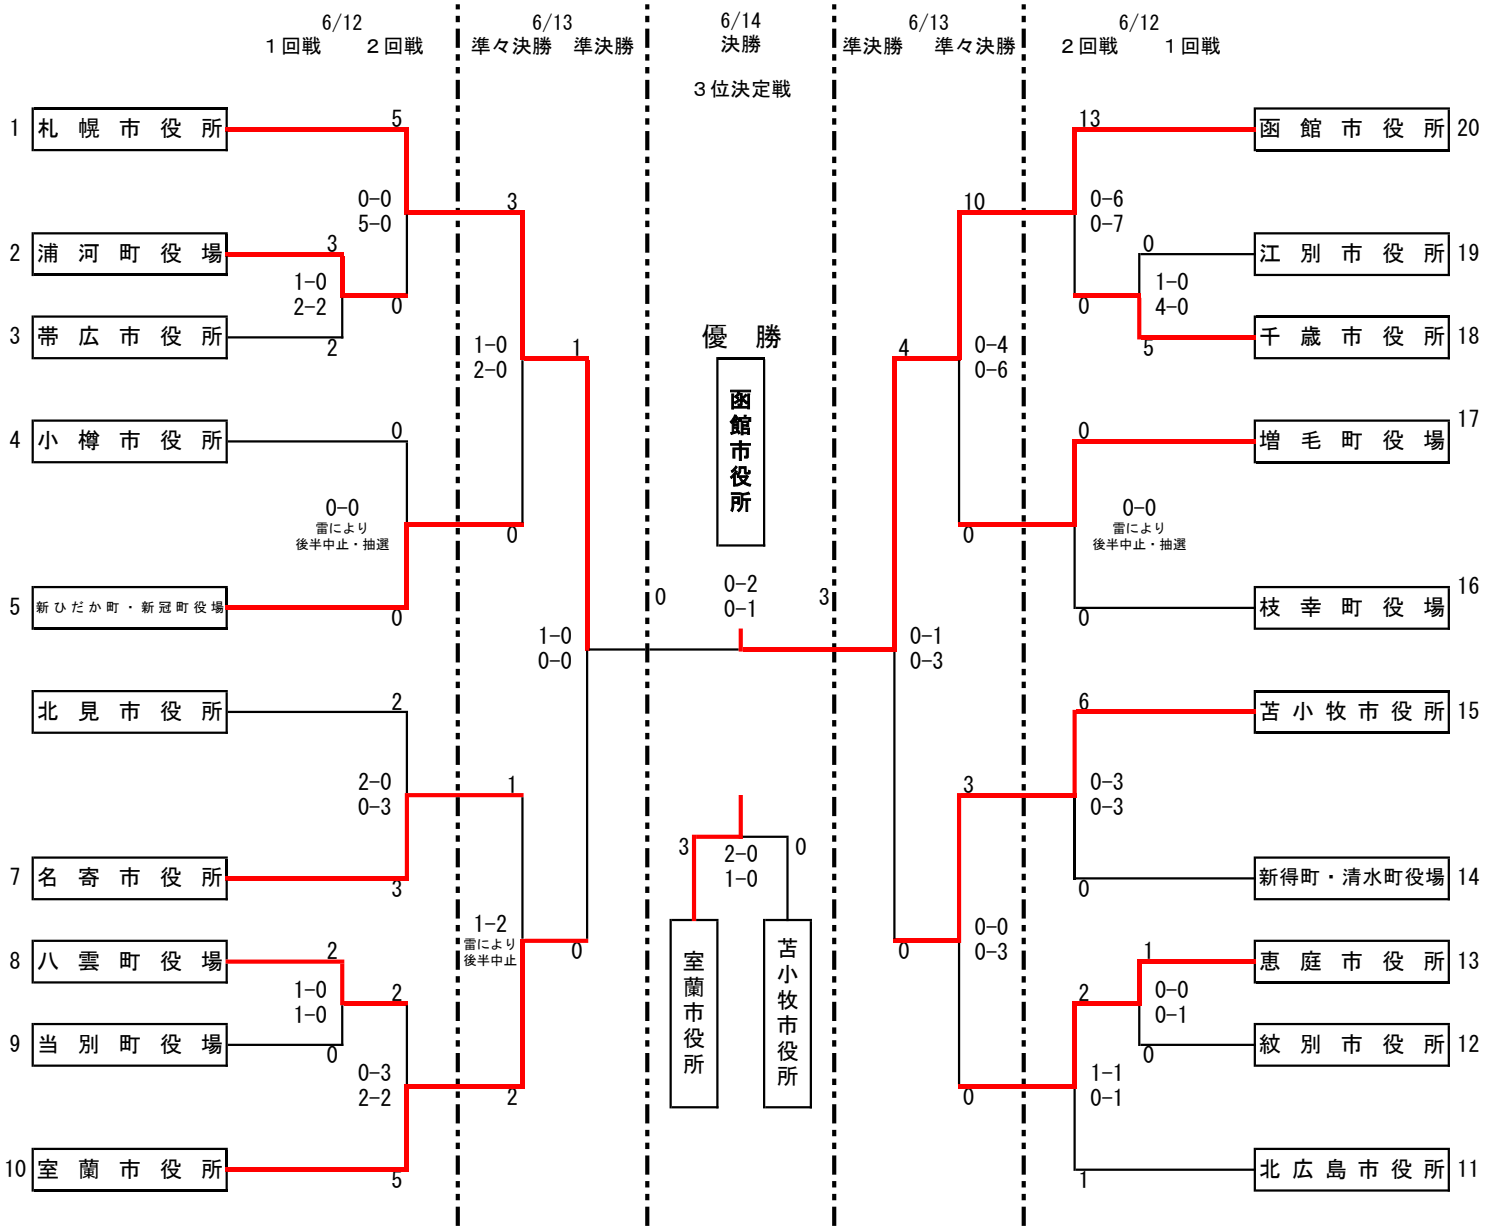 6/12
6/13
6/14
6/13
6/12
1回戦 2回戦
準々決勝 準決勝
決勝
準決勝 準々決勝
2回戦 1回戦
3位決定戦
1 札幌市役所
5
13
函館市役所 20
0-0
5-0
3
10
0-6
0-7
2 浦河町役場
3
0
江別市役所 19
1-0
2-2
0
0
1-0
4-0
3 帯広市役所
2
5
千歳市役所 18
優勝
函館市役所
1-0
2-0
1
4
0-4
0-6
4 小樽市役所
0
0
増毛町役場 17
0-0
雷により
後半中止・抽選
0
0
0-0
雷により
後半中止・抽選
5 新ひだか町・新冠町役場
0
0
枝幸町役場 16
0
0-2
0-1
3
1-0
0-0
0-1
0-3
北見市役所
2
6
苫小牧市役所 15
2-0
0-3
1
3
0-3
0-3
3
2-0
1-0
0
7 名寄市役所
3
0
新得町・清水町役場 14
1-2
雷により
後半中止
0
0
0-0
0-3
室蘭市役所
苫小牧市役所
8 八雲町役場
2
1
恵庭市役所 13
1-0
1-0
2
2
0-0
0-1
9 当別町役場
0
0
紋別市役所 12
0-3
2-2
2
0
1-1
0-1
10 室蘭市役所
5
1
北広島市役所 11